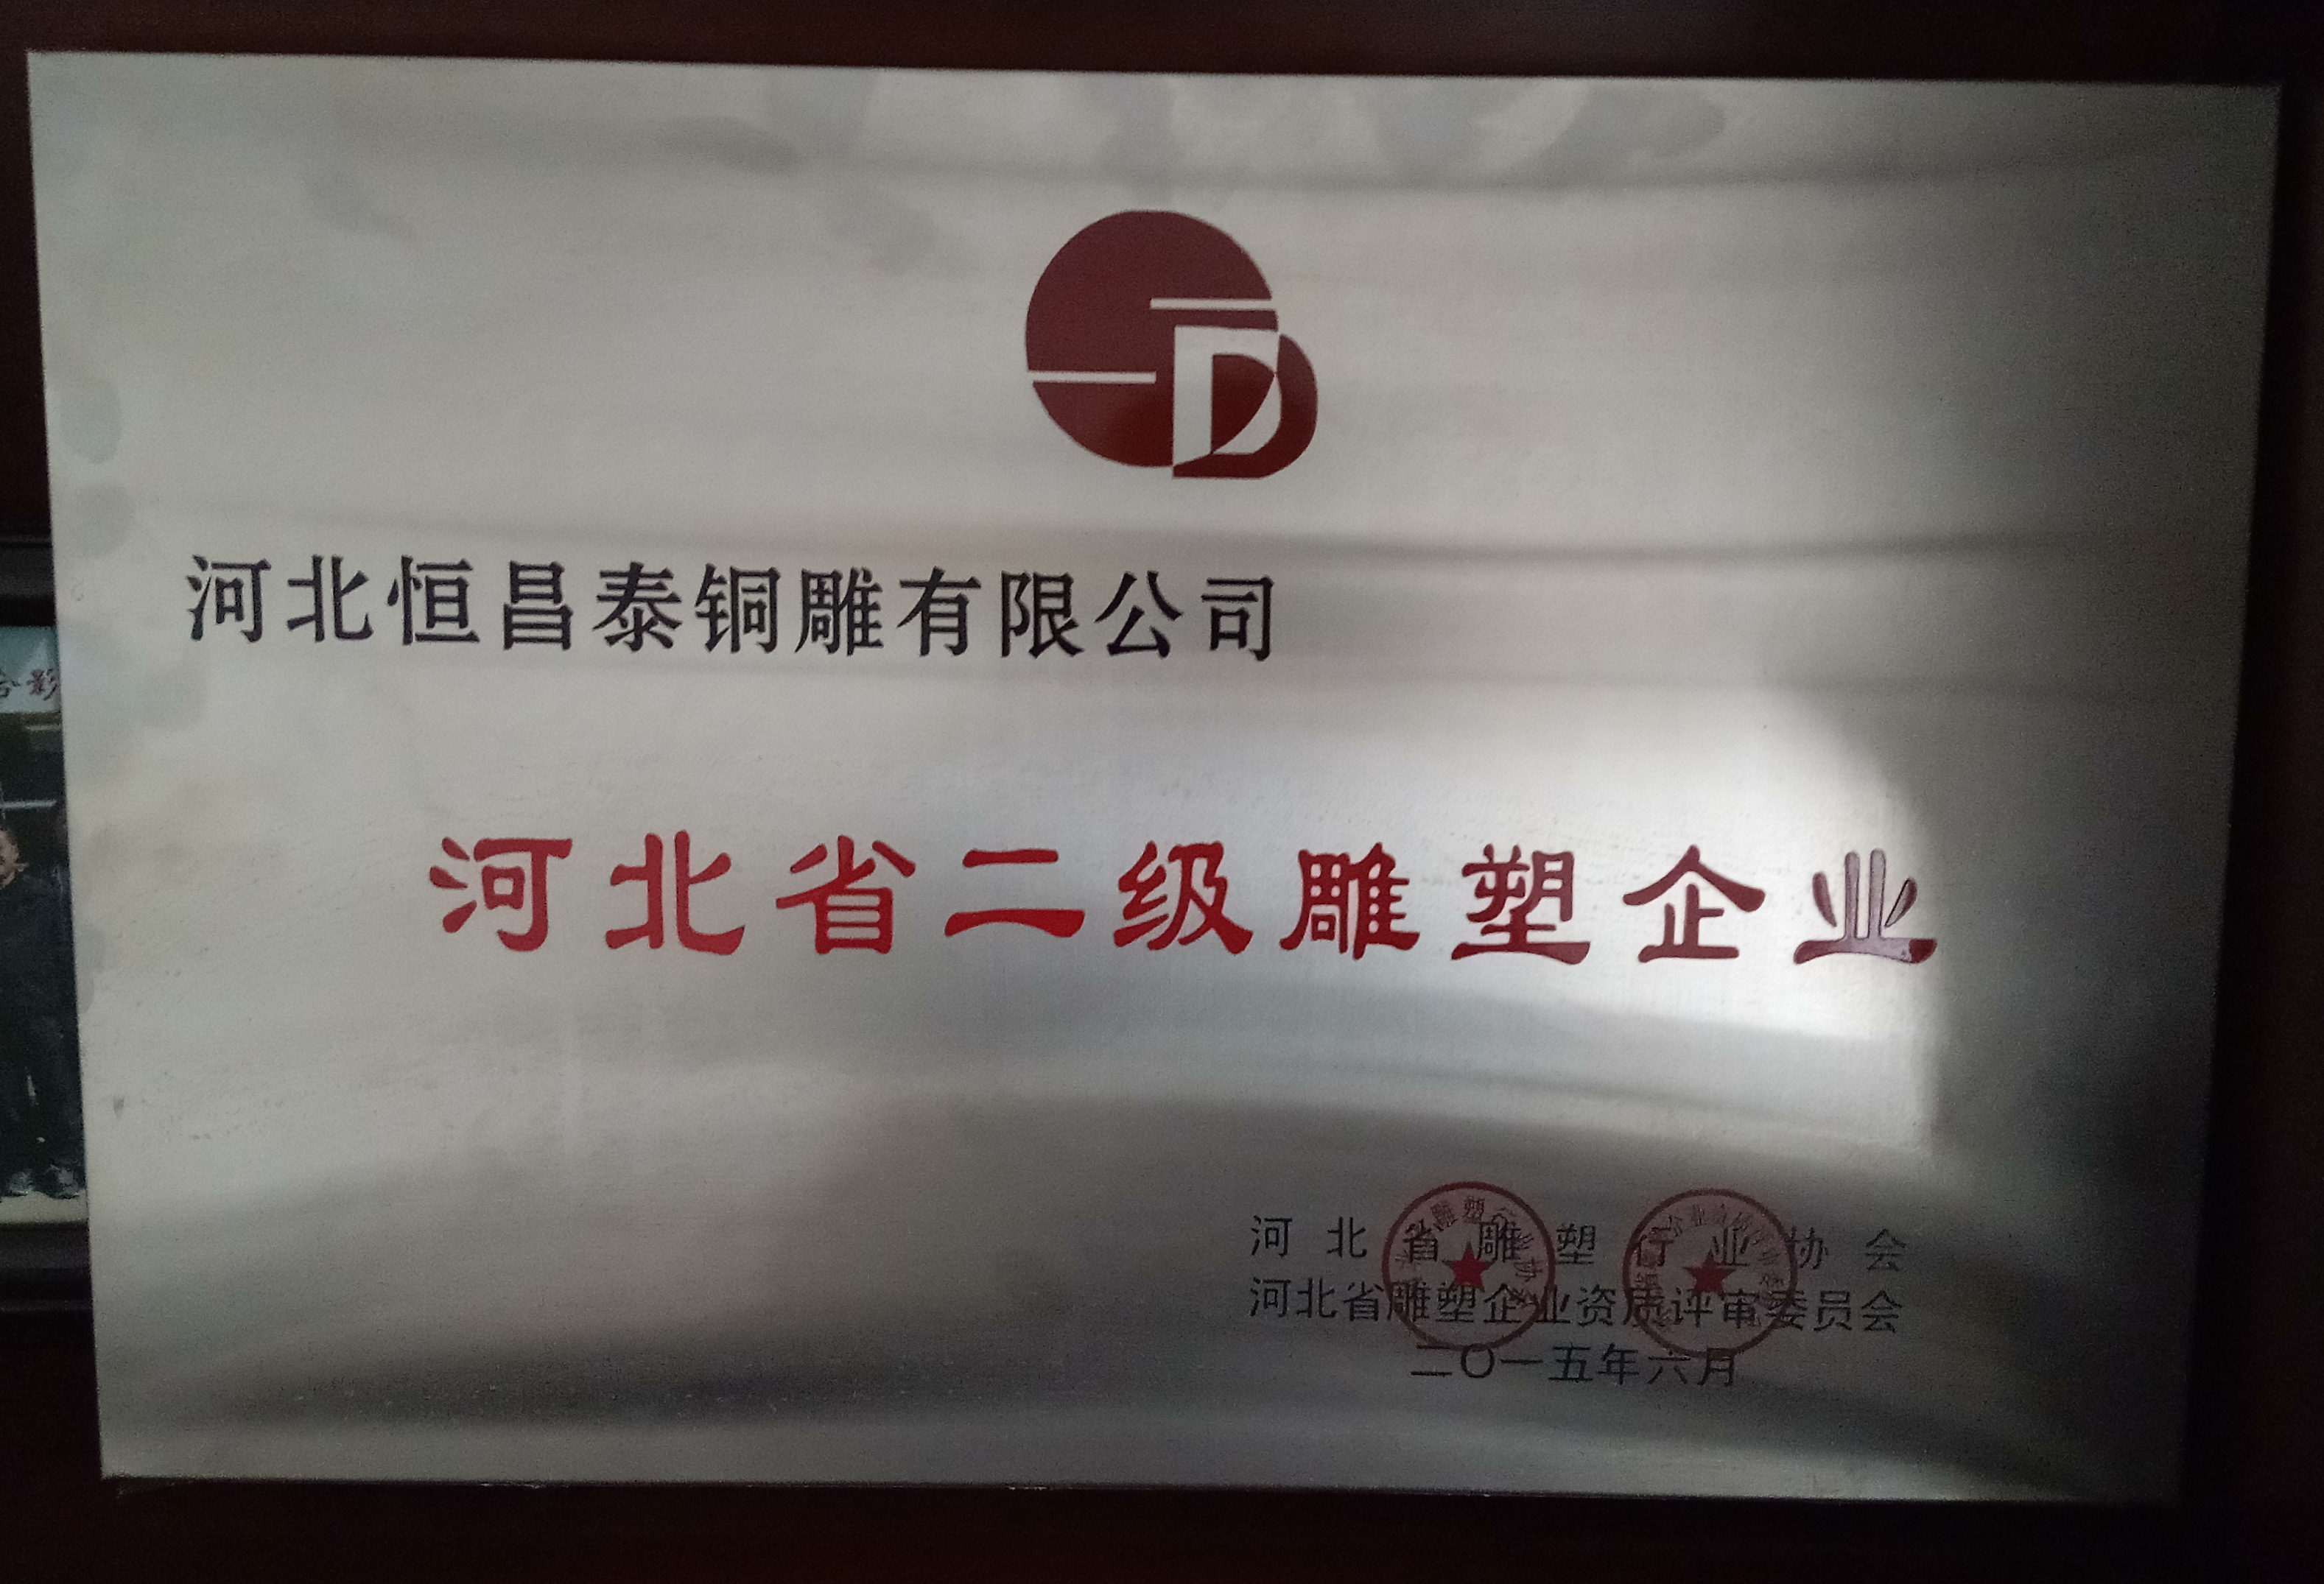 D
河北恒昌泰铜雕有限公司
河北省二级雕塑企业
河北省雕塑行业协会
河北省雕塑企业资质评审委员会
二〇一五年六月
合影